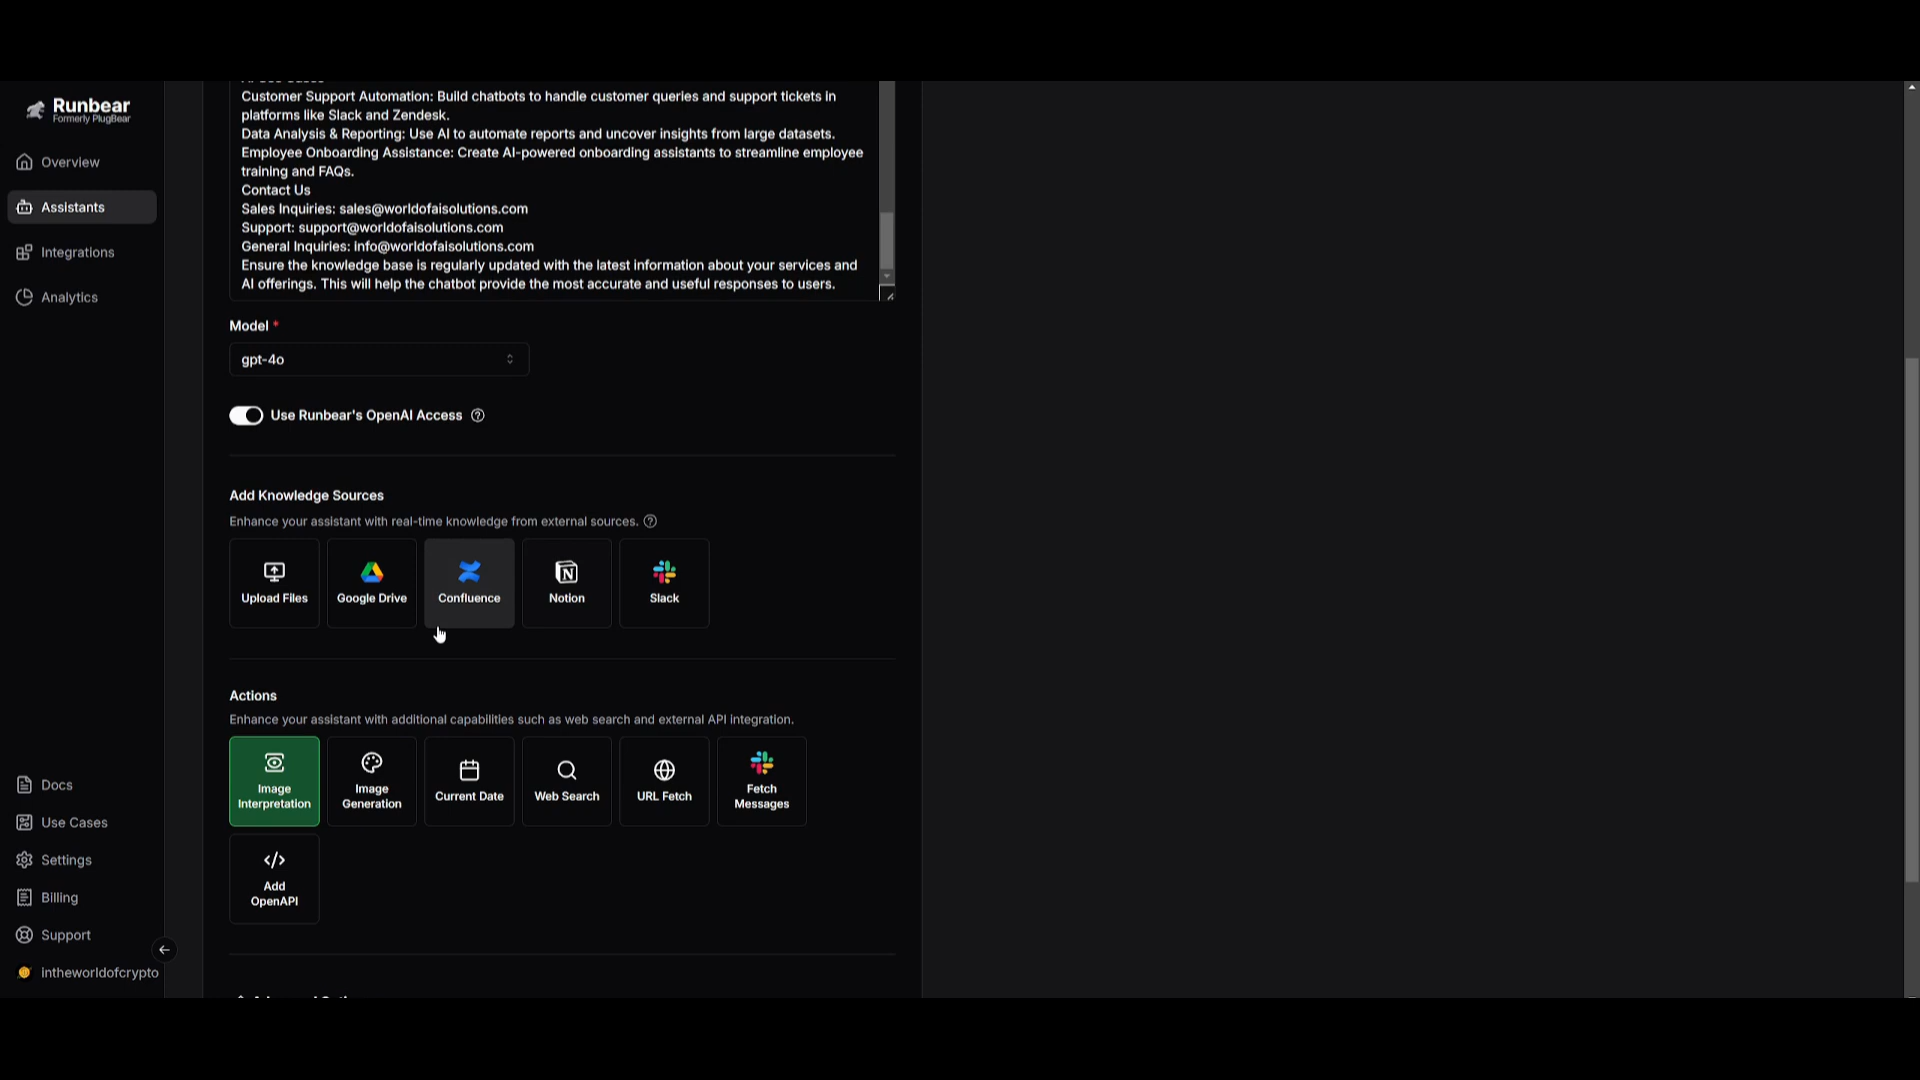 Runbear
Formerly PlugBear
Overview
Assistants
Integrations
Analytics
Docs
Use Cases
Settings
Billing
Support
intheworldofcrypto
Customer Support Automation: Build chatbots to handle customer queries and support tickets in
platforms like Slack and Zendesk.
Data Analysis & Reporting: Use AI to automate reports and uncover insights from large datasets.
Employee Onboarding Assistance: Create AI-powered onboarding assistants to streamline employee
training and FAQs.
Contact Us
Sales Inquiries: sales@worldofaisolutions.com
Support: support@worldofaisolutions.com
General Inquiries: info@worldofaisolutions.com
Ensure the knowledge base is regularly updated with the latest information about your services and
AI offerings. This will help the chatbot provide the most accurate and useful responses to users.
Model *
gpt-4o
Use Runbear's OpenAI Access
Add Knowledge Sources
Enhance your assistant with real-time knowledge from external sources.
Upload Files
Google Drive
Confluence
Notion
Slack
Actions
Enhance your assistant with additional capabilities such as web search and external API integration.
Image
Interpretation
Image
Generation
Current Date
Web Search
URL Fetch
Fetch
Messages
Add
OpenAPI